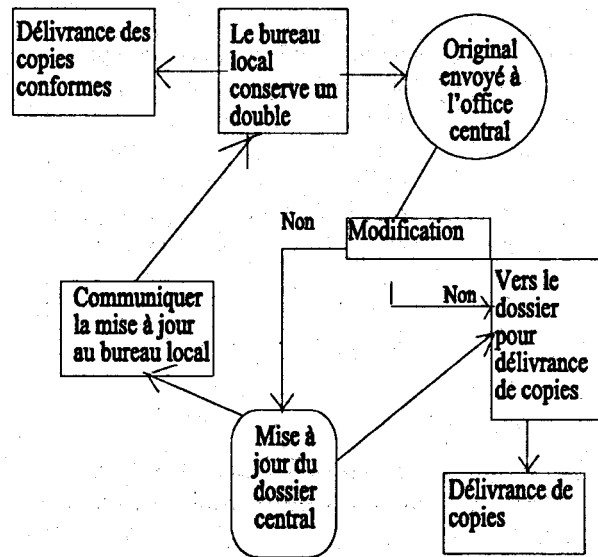 Délivrance des
copies
conformes
Le bureau
local
conserve un
double
Original
envoyé à
l'office
central
Non
Modification
Communiquer
la mise à jour
au bureau local
Non
Vers le
dossier
pour
délivrance
de copies
Mise à
jour du
dossier
central
Délivrance de
copies